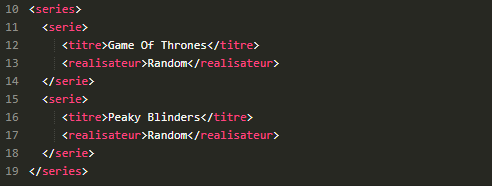 10 <series>
11 <serie>
12 <titre>Game Of Thrones</titre>
13 <realisateur>Random</realisateur>
14 </serie>
15 <serie>
16 <titre>Peaky Blinders</titre>
17 <realisateur>Random</realisateur>
18 </serie>
19 </series>